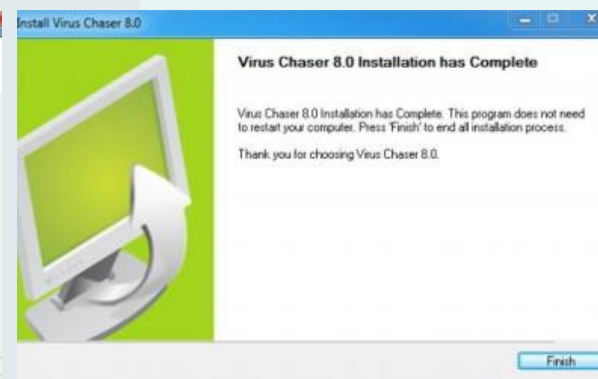 Install Virus Chaser 8.0
Virus Chaser 8.0 Installation has Complete
Virus Chaser 8.0 Installation has Complete. This program does not need
to restart your computer. Press 'Finish' to end all installation process.
Thank you for choosing Virus Chaser 8.0.
Finish